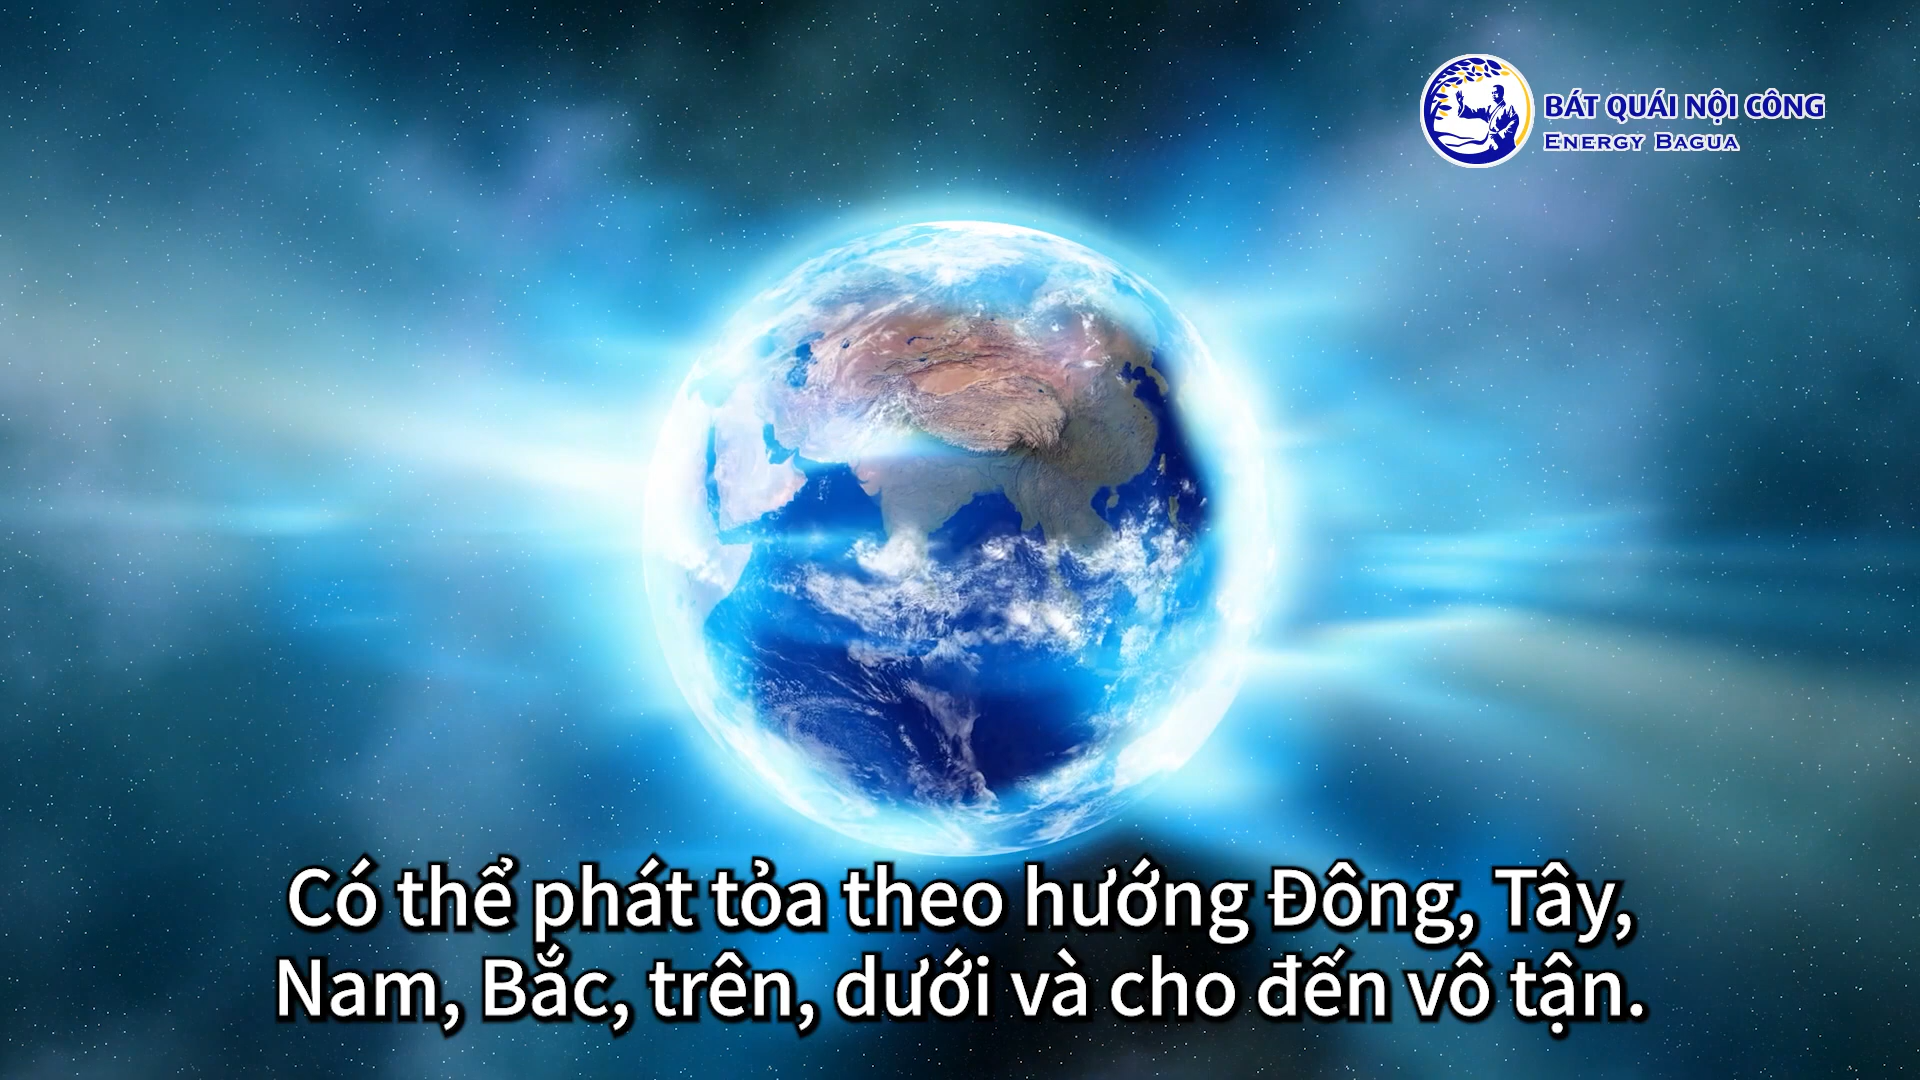 BÁT QUÁI NỘI CÔNG
ENERGY BAGUA
Có thể phát tỏa theo hướng Đông, Tây,
Nam, Bắc, trên, dưới và cho đến vô tận.